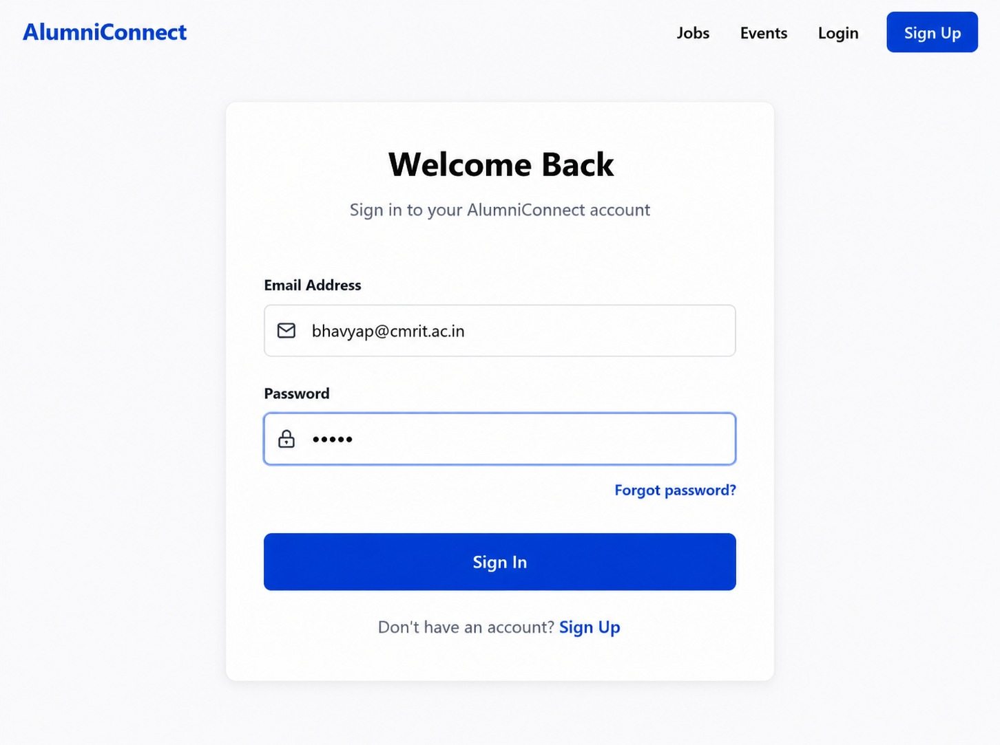 AlumniConnect
Jobs Events Login Sign Up
Welcome Back
Sign in to your AlumniConnect account
Email Address
bhavyap@cmrit.ac.in
Password
•••••
Forgot password?
Sign In
Don't have an account? Sign Up